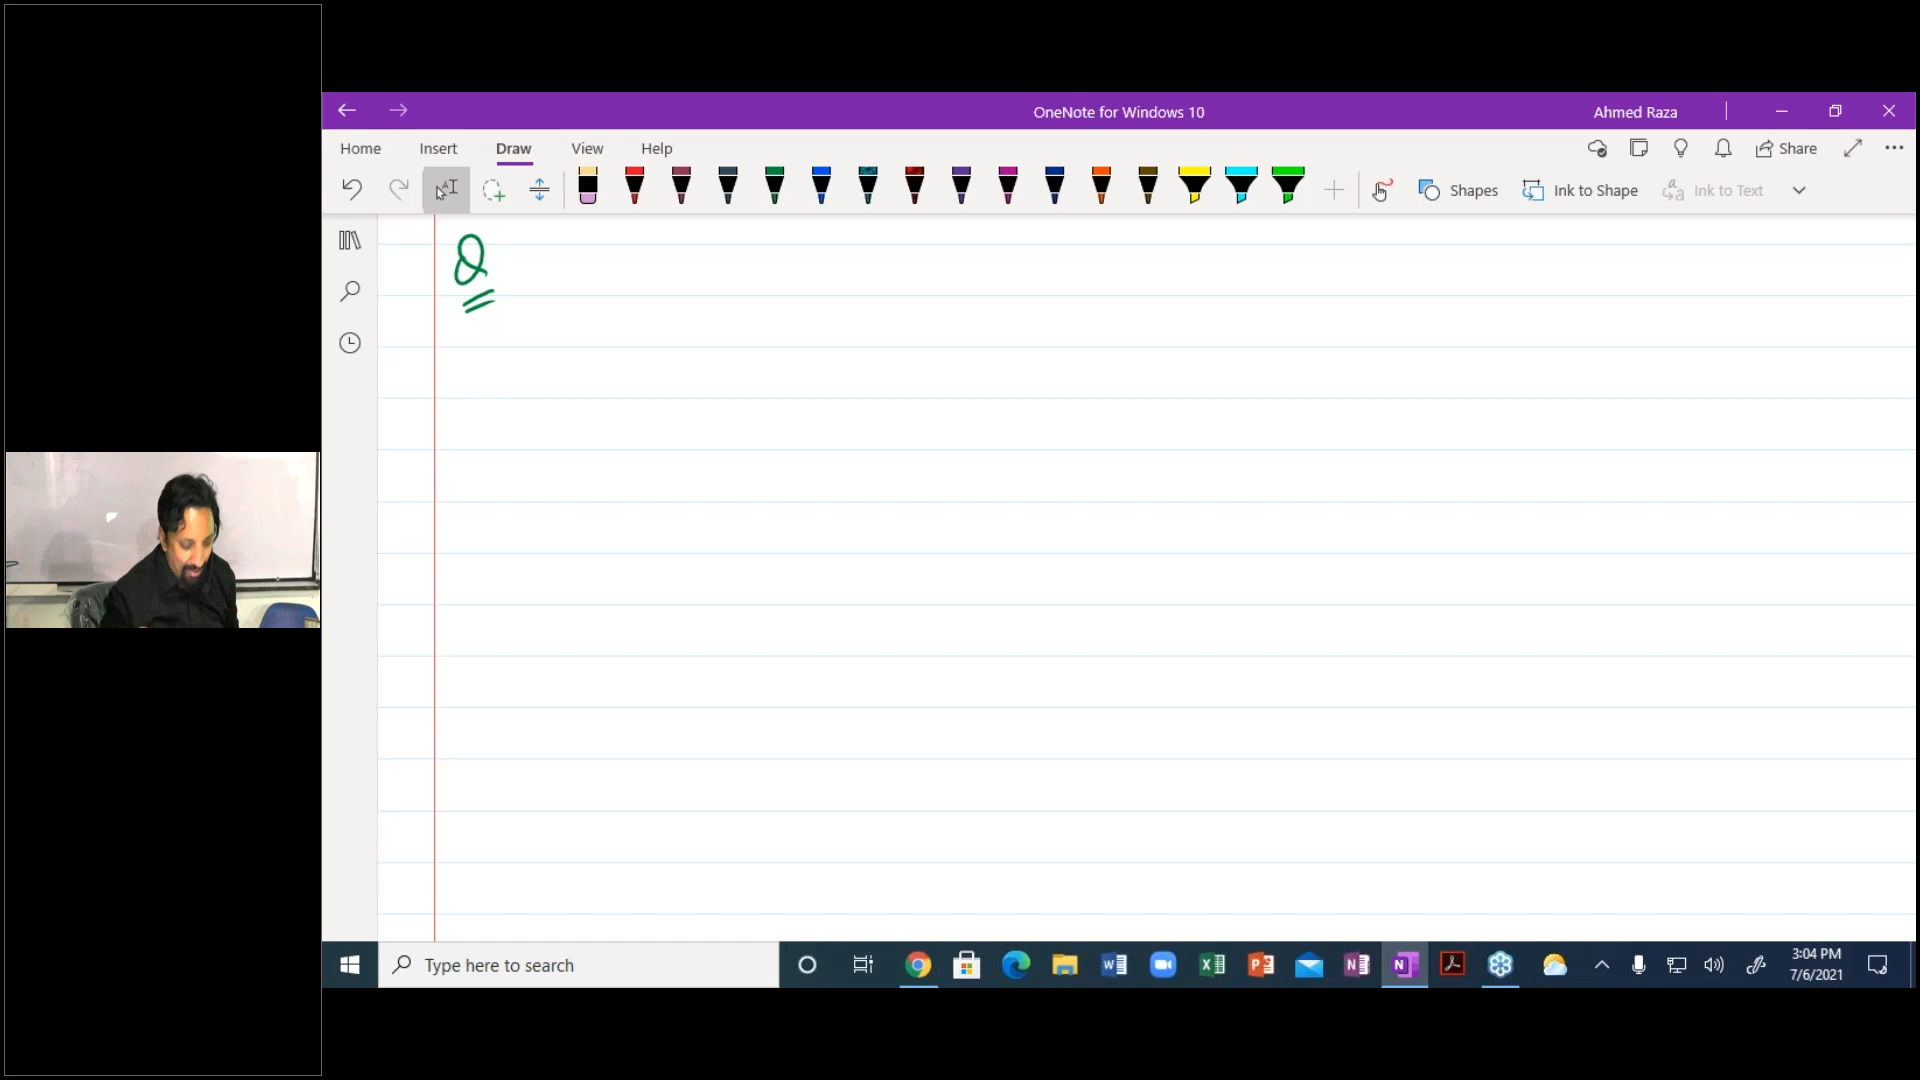 OneNote for Windows 10 Ahmed Raza
Home Insert Draw View Help Share
Shapes Ink to Shape Ink to Text
Q
Type here to search
3:04 PM
7/6/2021